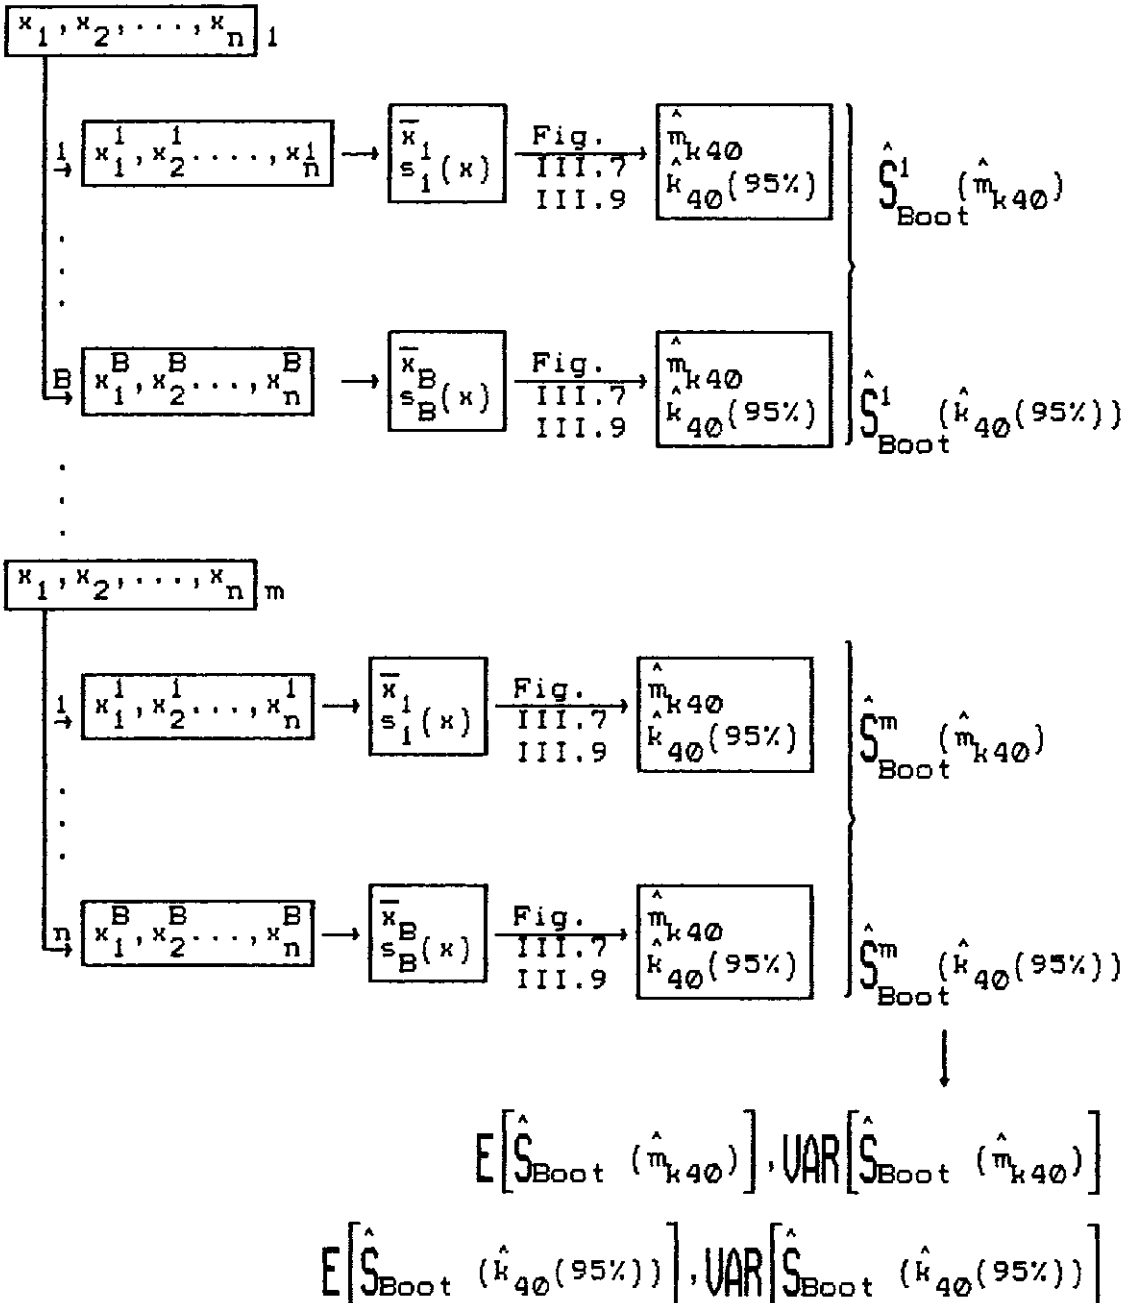 x₁, x₂, ..., xₙ 1
1 x₁¹, x₂¹...., xₙ¹ → x̄₁ s₁(x) Fig. III.7 III.9 → m̂ₖ₄₀ k̂₄₀(95%)
Ŝ¹Boot (m̂ₖ₄₀)
.
.
.
B x₁ᴮ, x₂ᴮ..., xₙᴮ → x̄_B s_B(x) Fig. III.7 III.9 → m̂ₖ₄₀ k̂₄₀(95%)
Ŝ¹Boot (k̂₄₀(95%))
.
.
.
x₁, x₂, ..., xₙ m
1 x₁¹, x₂¹..., xₙ¹ → x̄₁ s₁(x) Fig. III.7 III.9 → m̂ₖ₄₀ k̂₄₀(95%)
ŜᵐBoot (m̂ₖ₄₀)
.
.
.
n x₁ᴮ, x₂ᴮ..., xₙᴮ → x̄_B s_B(x) Fig. III.7 III.9 → m̂ₖ₄₀ k̂₄₀(95%)
ŜᵐBoot (k̂₄₀(95%))
E[ŜBoot (m̂ₖ₄₀)], VAR[ŜBoot (m̂ₖ₄₀)]
E[ŜBoot (k̂₄₀(95%))], VAR[ŜBoot (k̂₄₀(95%))]